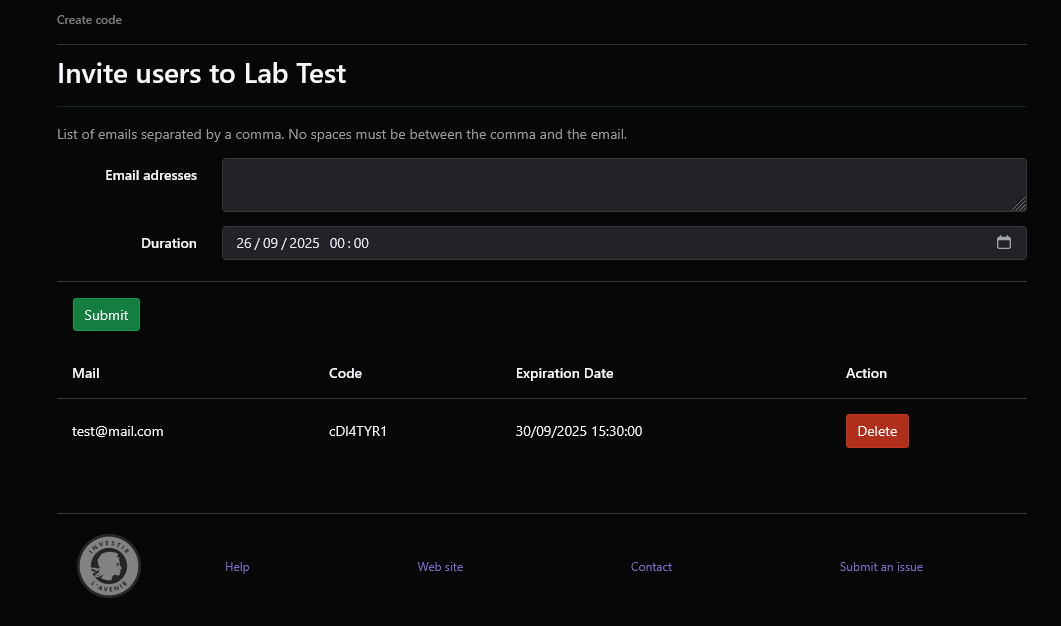 Create code
Invite users to Lab Test
List of emails separated by a comma. No spaces must be between the comma and the email.
Email adresses
Duration 26/09/2025 00:00
Submit
Mail Code Expiration Date Action
test@mail.com cDl4TYR1 30/09/2025 15:30:00 Delete
INVESTIR L'AVENIR
Help Web site Contact Submit an issue